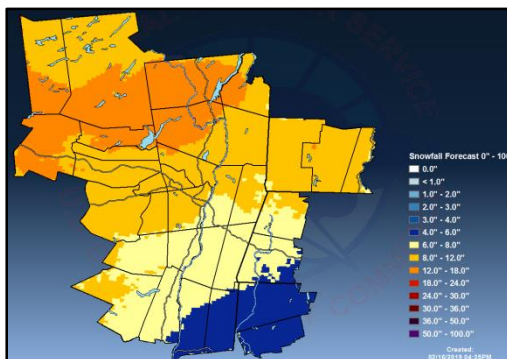 Snowfall Forecast 0" - 100
0.0"
< 1.0"
1.0" - 2.0"
2.0" - 3.0"
3.0" - 4.0"
4.0" - 6.0"
6.0" - 8.0"
8.0" - 12.0"
12.0" - 18.0"
18.0" - 24.0"
24.0" - 30.0"
30.0" - 36.0"
36.0" - 50.0"
50.0" - 100.0"
Created: